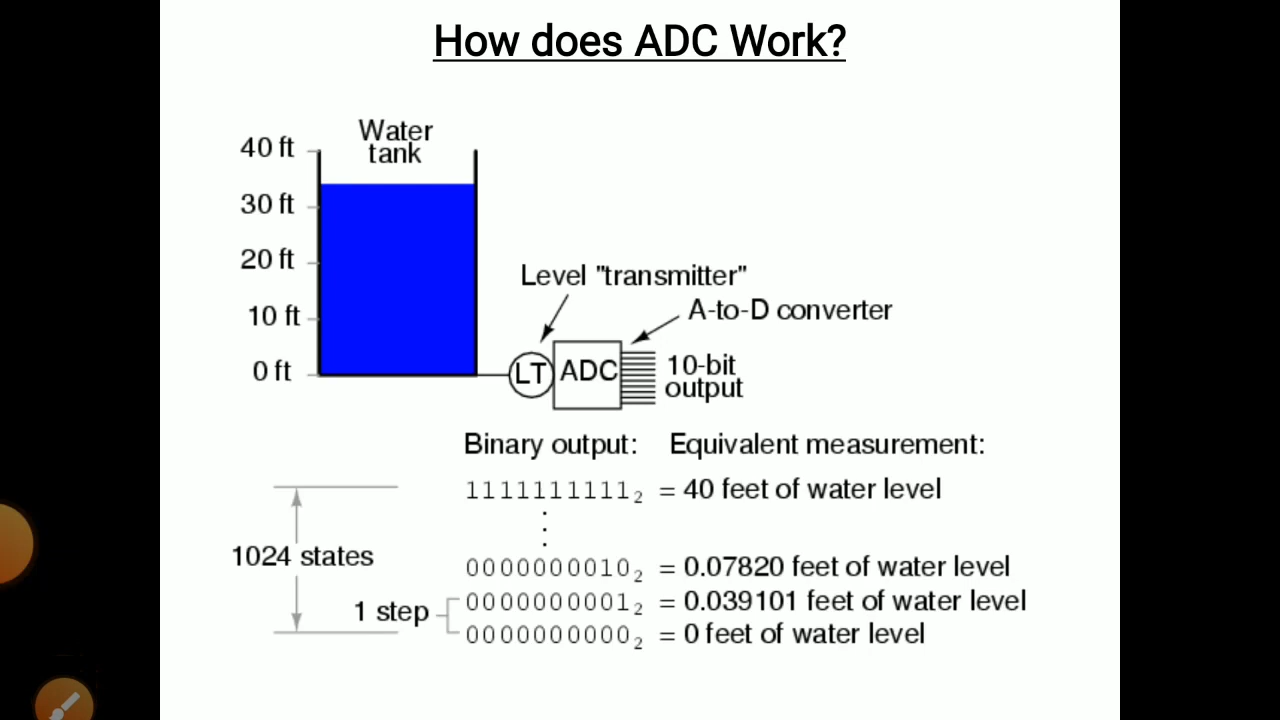 How does ADC Work?
Water
tank
40 ft
30 ft
20 ft
10 ft
0 ft
Level "transmitter"
A-to-D converter
LT
ADC
10-bit
output
Binary output: Equivalent measurement:
1111111111₂ = 40 feet of water level
1024 states
0000000010₂ = 0.07820 feet of water level
1 step
0000000001₂ = 0.039101 feet of water level
0000000000₂ = 0 feet of water level